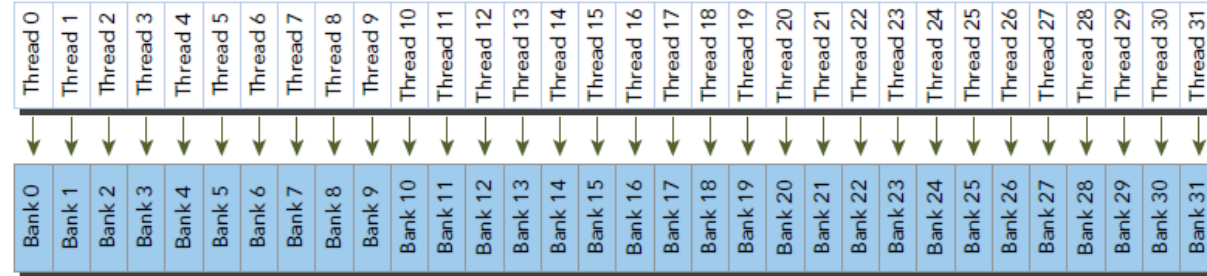 Thread 0
Thread 1
Thread 2
Thread 3
Thread 4
Thread 5
Thread 6
Thread 7
Thread 8
Thread 9
Thread 10
Thread 11
Thread 12
Thread 13
Thread 14
Thread 15
Thread 16
Thread 17
Thread 18
Thread 19
Thread 20
Thread 21
Thread 22
Thread 23
Thread 24
Thread 25
Thread 26
Thread 27
Thread 28
Thread 29
Thread 30
Thread 31
Bank 0
Bank 1
Bank 2
Bank 3
Bank 4
Bank 5
Bank 6
Bank 7
Bank 8
Bank 9
Bank 10
Bank 11
Bank 12
Bank 13
Bank 14
Bank 15
Bank 16
Bank 17
Bank 18
Bank 19
Bank 20
Bank 21
Bank 22
Bank 23
Bank 24
Bank 25
Bank 26
Bank 27
Bank 28
Bank 29
Bank 30
Bank 31